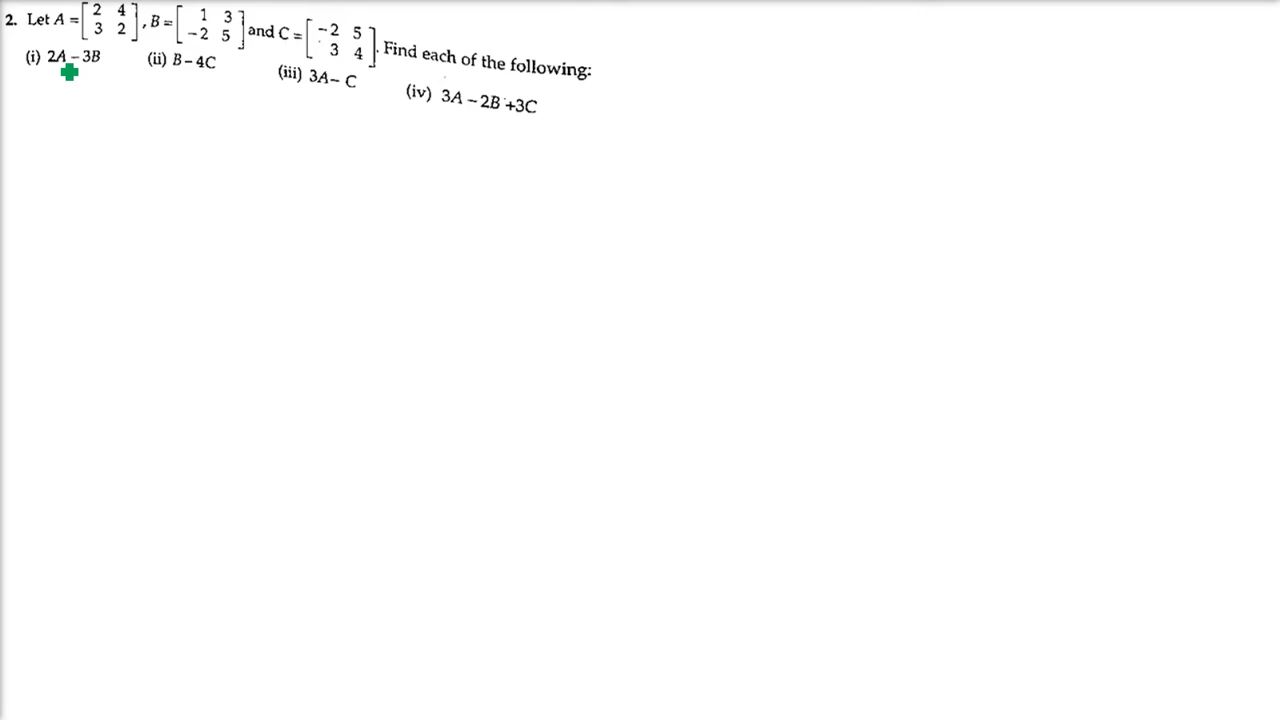 2. Let A = [2 4 3 2], B = [1 3 -2 5] and C = [-2 5 3 4]. Find each of the following:
(i) 2A - 3B (ii) B - 4C (iii) 3A - C (iv) 3A - 2B + 3C